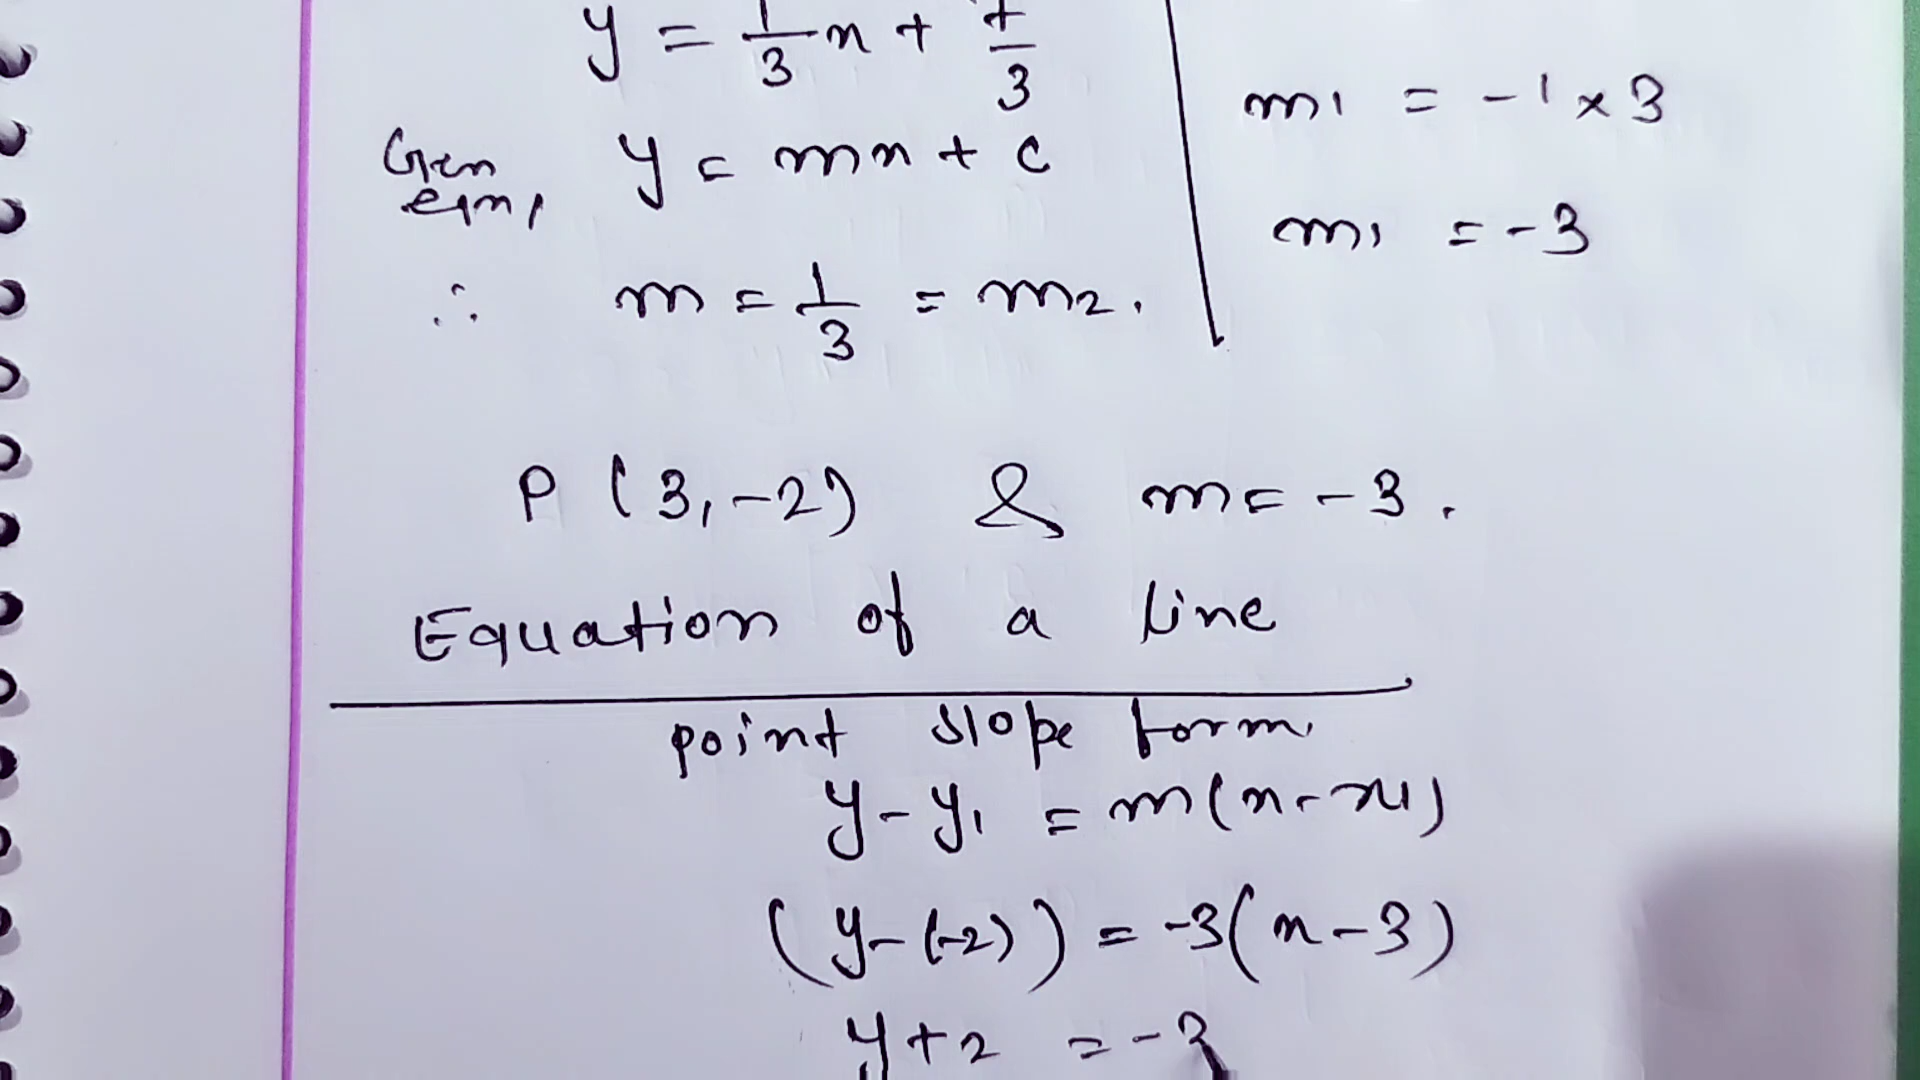 y = 1/3 x + 7/3
Gen eqn, y = mx + c
∴ m = 1/3 = m2.
m1 = -1 x 3
m1 = -3
P (3, -2) & m = -3.
Equation of a line
point slope form.
y - y1 = m(x - x1)
(y - (-2)) = -3(x - 3)
y + 2 = -3